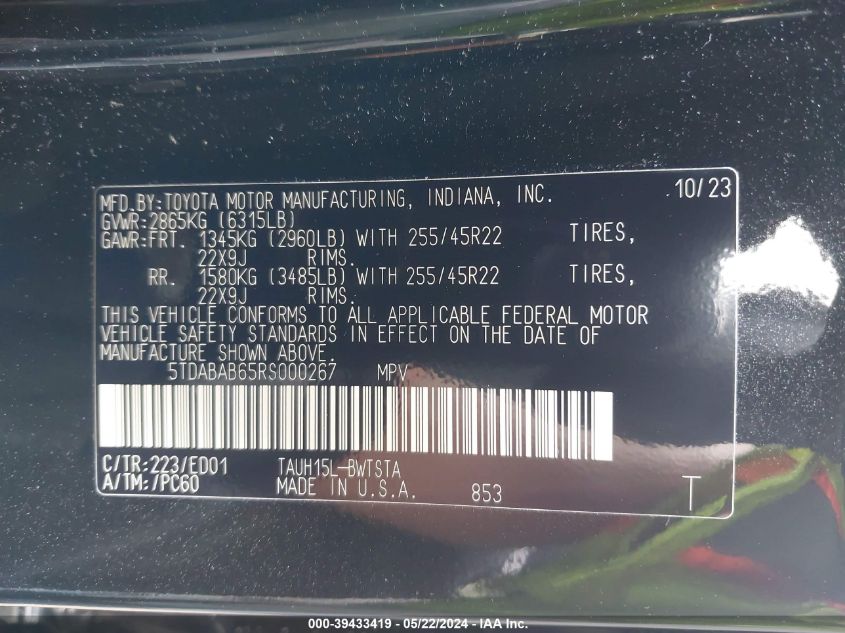 MFD.BY:TOYOTA MOTOR MANUFACTURING, INDIANA, INC. 10/23
GVWR:2865KG (6315LB)
GAWR:FRT. 1345KG (2960LB) WITH 255/45R22 TIRES,
22X9J RIMS.
RR. 1580KG (3485LB) WITH 255/45R22 TIRES,
22X9J RIMS.
THIS VEHICLE CONFORMS TO ALL APPLICABLE FEDERAL MOTOR
VEHICLE SAFETY STANDARDS IN EFFECT ON THE DATE OF
MANUFACTURE SHOWN ABOVE.
5TDABAB65RS000267 MPV
C/TR:223/ED01 TAUH15L-BWTSTA
A/TM:/PC60 MADE IN U.S.A. 853 T
000-39433419 - 05/22/2024 - IAA Inc.